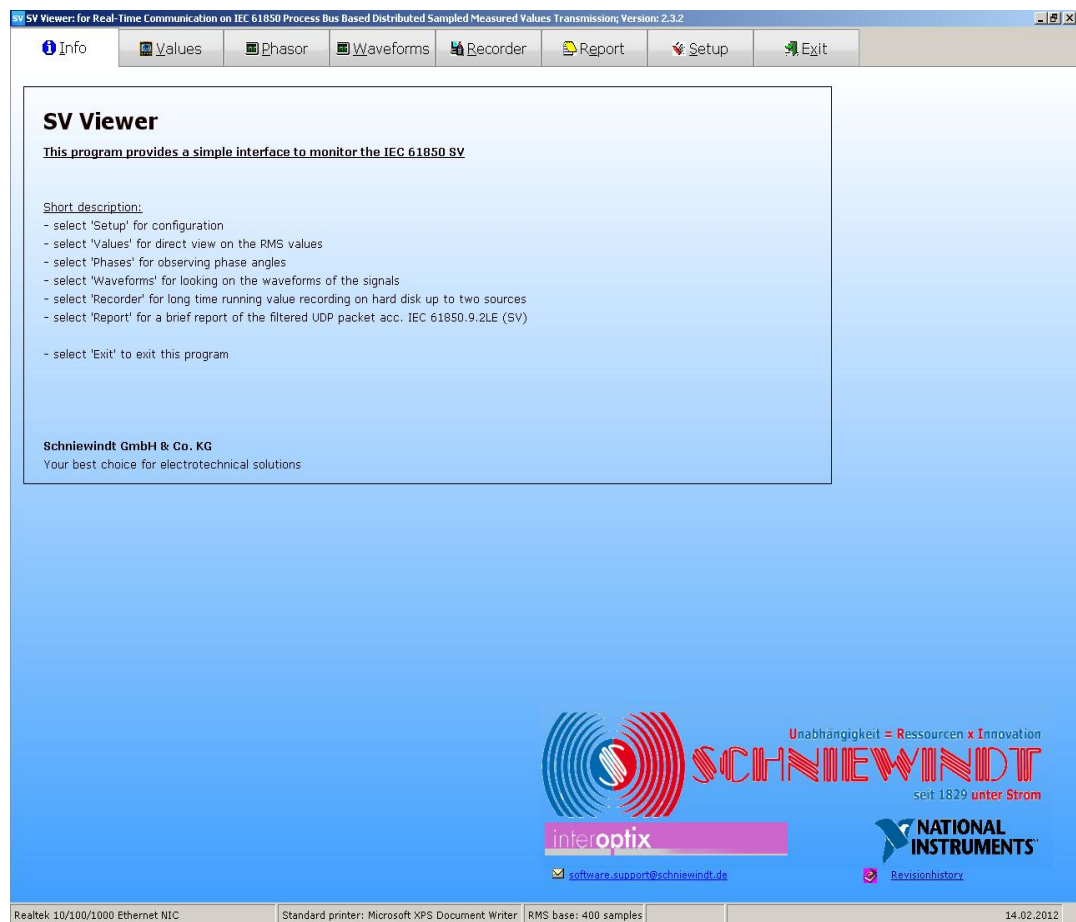 SV SV Viewer: for Real-Time Communication on IEC 61850 Process Bus Based Distributed Sampled Measured Values Transmission; Version: 2.3.2
Info Values Phasor Waveforms Recorder Report Setup Exit
SV Viewer
This program provides a simple interface to monitor the IEC 61850 SV
Short description:
- select 'Setup' for configuration
- select 'Values' for direct view on the RMS values
- select 'Phases' for observing phase angles
- select 'Waveforms' for looking on the waveforms of the signals
- select 'Recorder' for long time running value recording on hard disk up to two sources
- select 'Report' for a brief report of the filtered UDP packet acc. IEC 61850.9.2LE (SV)
- select 'Exit' to exit this program
Schniewindt GmbH & Co. KG
Your best choice for electrotechnical solutions
Unabhängigkeit = Ressourcen x Innovation
SCHNIEWINDT
seit 1829 unter Strom
interoptix
NATIONAL
INSTRUMENTS
software.support@schniewindt.de
Revisionhistory
Realtek 10/100/1000 Ethernet NIC Standard printer: Microsoft XPS Document Writer RMS base: 400 samples 14.02.2012